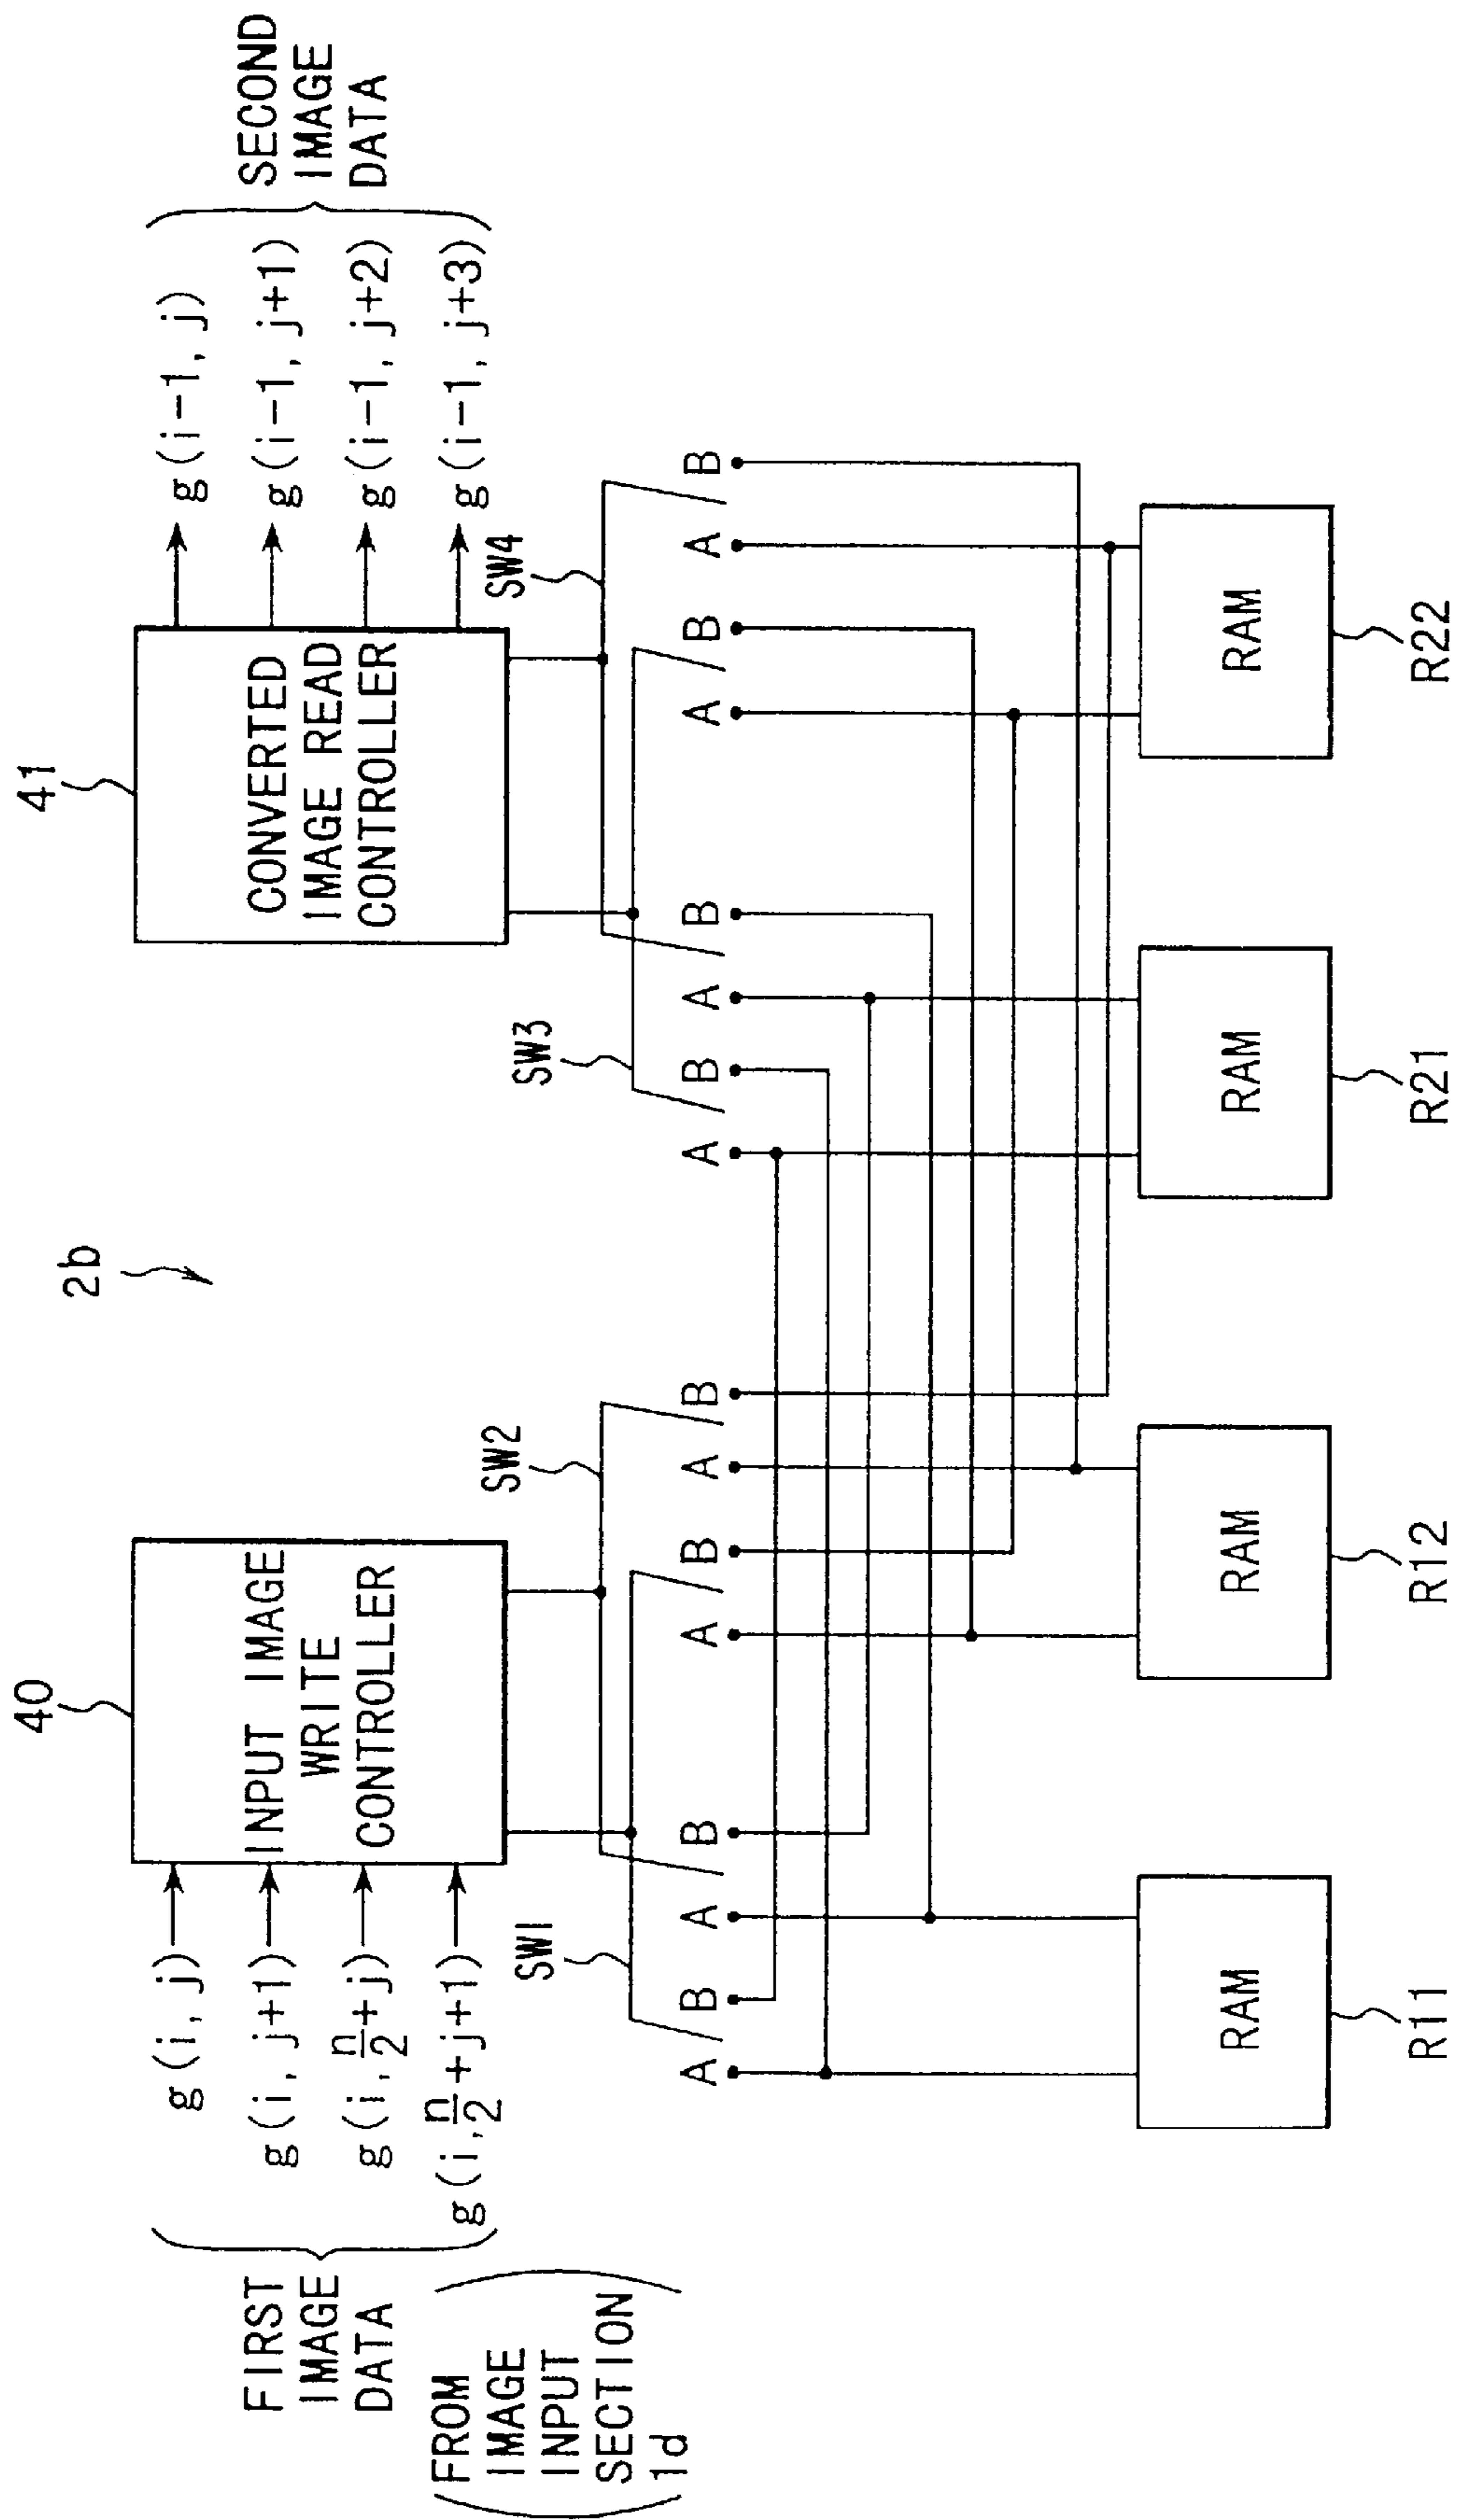 2b
40
41
FIRST
IMAGE
DATA
FROM
IMAGE
INPUT
SECTION
1d
g(i, j)
g(i, j+1)
g(i, n/2+j)
g(i, n/2+j+1)
INPUT IMAGE
WRITE
CONTROLLER
CONVERTED
IMAGE READ
CONTROLLER
g(i-1, j)
g(i-1, j+1)
g(i-1, j+2)
g(i-1, j+3)
SECOND
IMAGE
DATA
SW1
SW2
SW3
SW4
A B A B A B A B A B A B A B A B
RAM
RAM
RAM
RAM
R11
R12
R21
R22